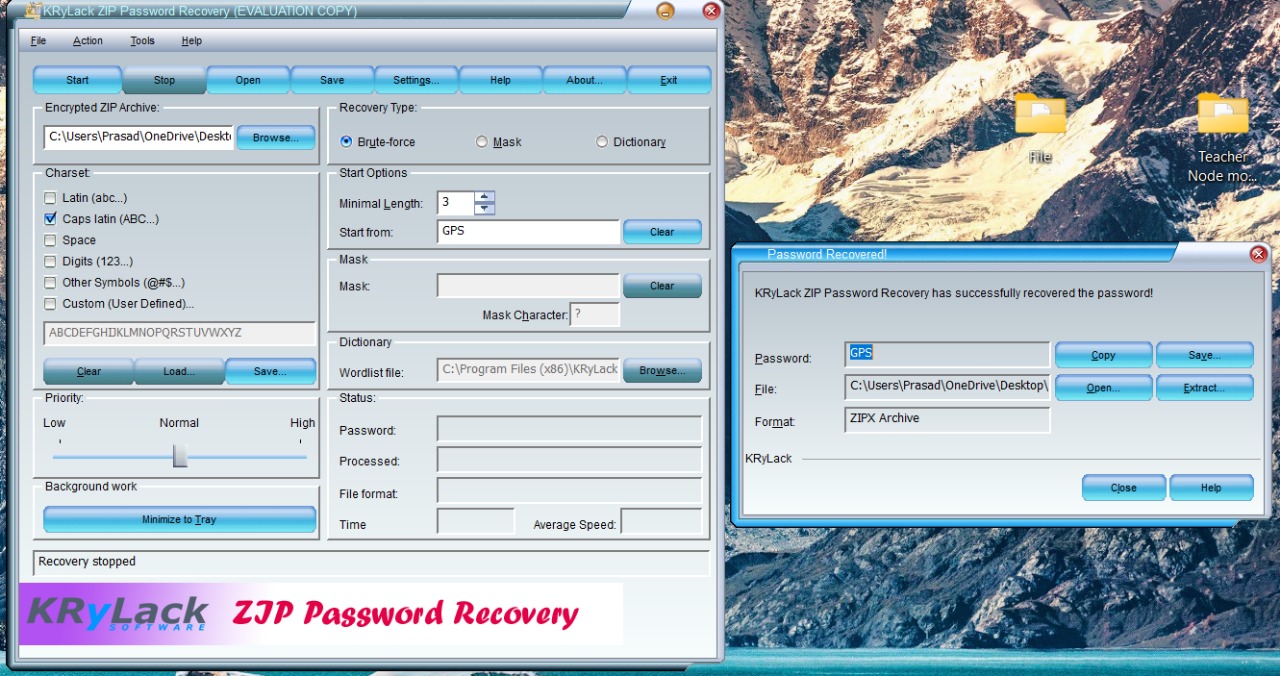 KRyLack ZIP Password Recovery (EVALUATION COPY)
File Action Tools Help
Start Stop Open Save Settings... Help About... Exit
Encrypted ZIP Archive:
C:\Users\Prasad\OneDrive\Deskt
Browse...
Recovery Type:
Brute-force Mask Dictionary
Charset:
Latin (abc...)
Caps latin (ABC...)
Space
Digits (123...)
Other Symbols (@#$...)
Custom (User Defined)...
ABCDEFGHIJKLMNOPQRSTUVWXYZ
Clear Load... Save...
Start Options
Minimal Length: 3
Start from: GPS Clear
Mask
Mask: Clear
Mask Character: ?
Dictionary
Wordlist file: C:\Program Files (x86)\KRyLack Browse...
Priority:
Low Normal High
Background work
Minimize to Tray
Status:
Password:
Processed:
File format:
Time Average Speed:
Recovery stopped
KRyLack
SOFTWARE
ZIP Password Recovery
File
Teacher
Node mo...
Password Recovered!
KRyLack ZIP Password Recovery has successfully recovered the password!
Password: GPS Copy Save...
File: C:\Users\Prasad\OneDrive\Desktop\ Open... Extract...
Format: ZIPX Archive
KRyLack
Close Help